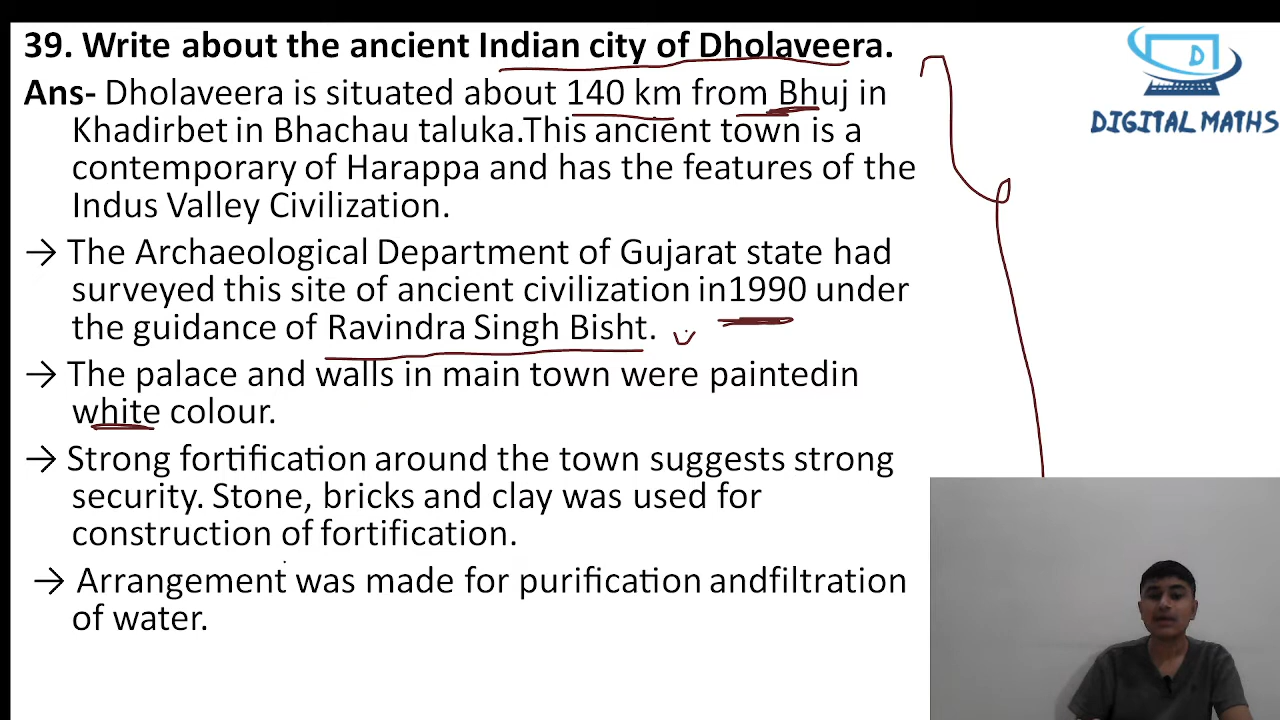 39. Write about the ancient Indian city of Dholaveera.
Ans- Dholaveera is situated about 140 km from Bhuj in
Khadirbet in Bhachau taluka.This ancient town is a
contemporary of Harappa and has the features of the
Indus Valley Civilization.
→ The Archaeological Department of Gujarat state had
surveyed this site of ancient civilization in1990 under
the guidance of Ravindra Singh Bisht.
→ The palace and walls in main town were paintedin
white colour.
→ Strong fortification around the town suggests strong
security. Stone, bricks and clay was used for
construction of fortification.
→ Arrangement was made for purification andfiltration
of water.
D
DIGITAL MATHS